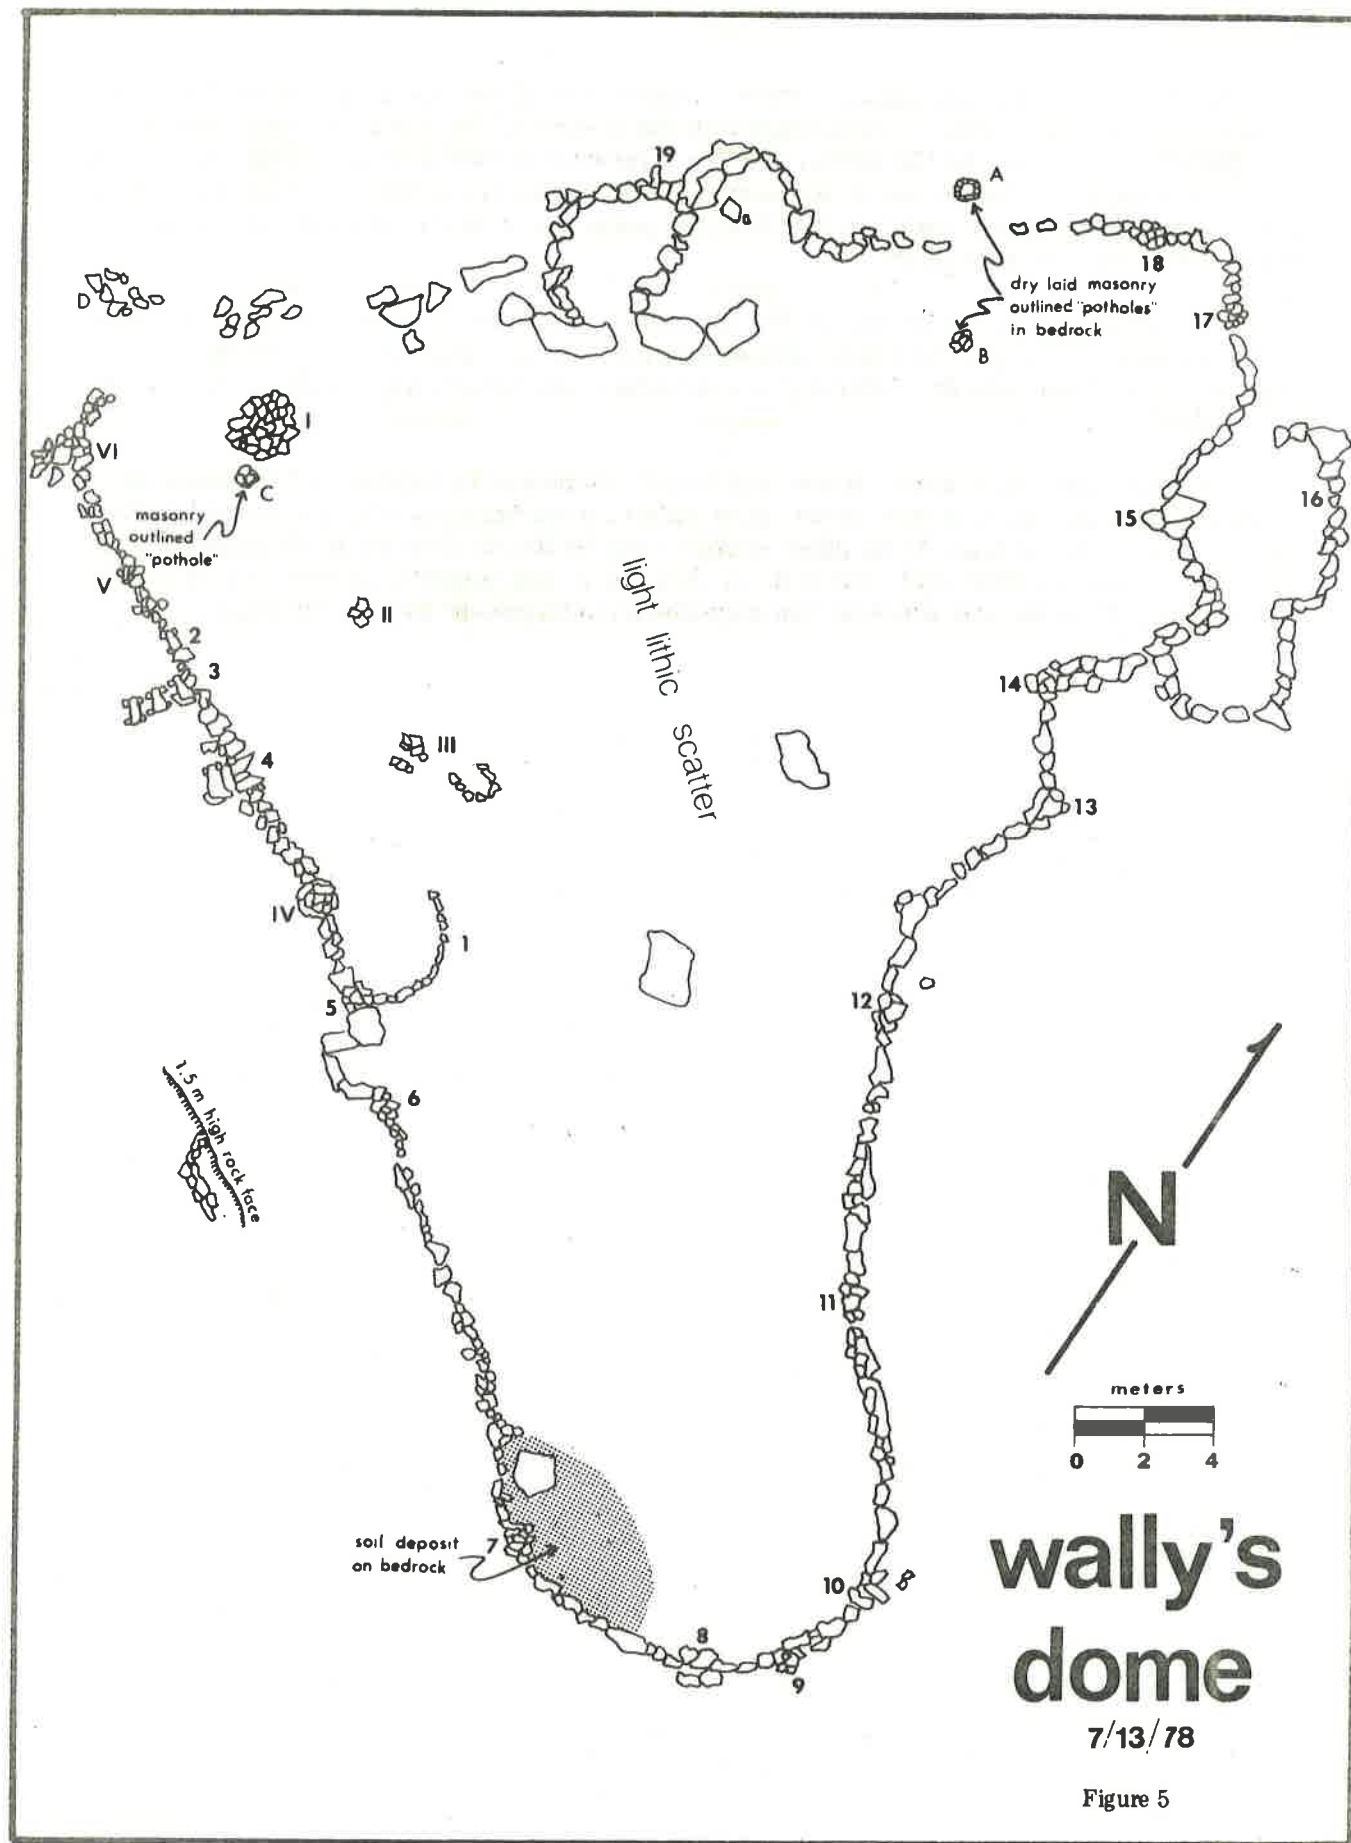 19
A
D
18
dry laid masonry
outlined "potholes"
in bedrock
17
B
I
VI
C
16
masonry
outlined
"pothole"
15
V
II
light lithic scatter
2
3
14
III
4
13
IV
1
5
12
1.5 m high rock face
6
N
11
meters
0 2 4
soil deposit
on bedrock
7
10
8
9
wally's
dome
7/13/78
Figure 5